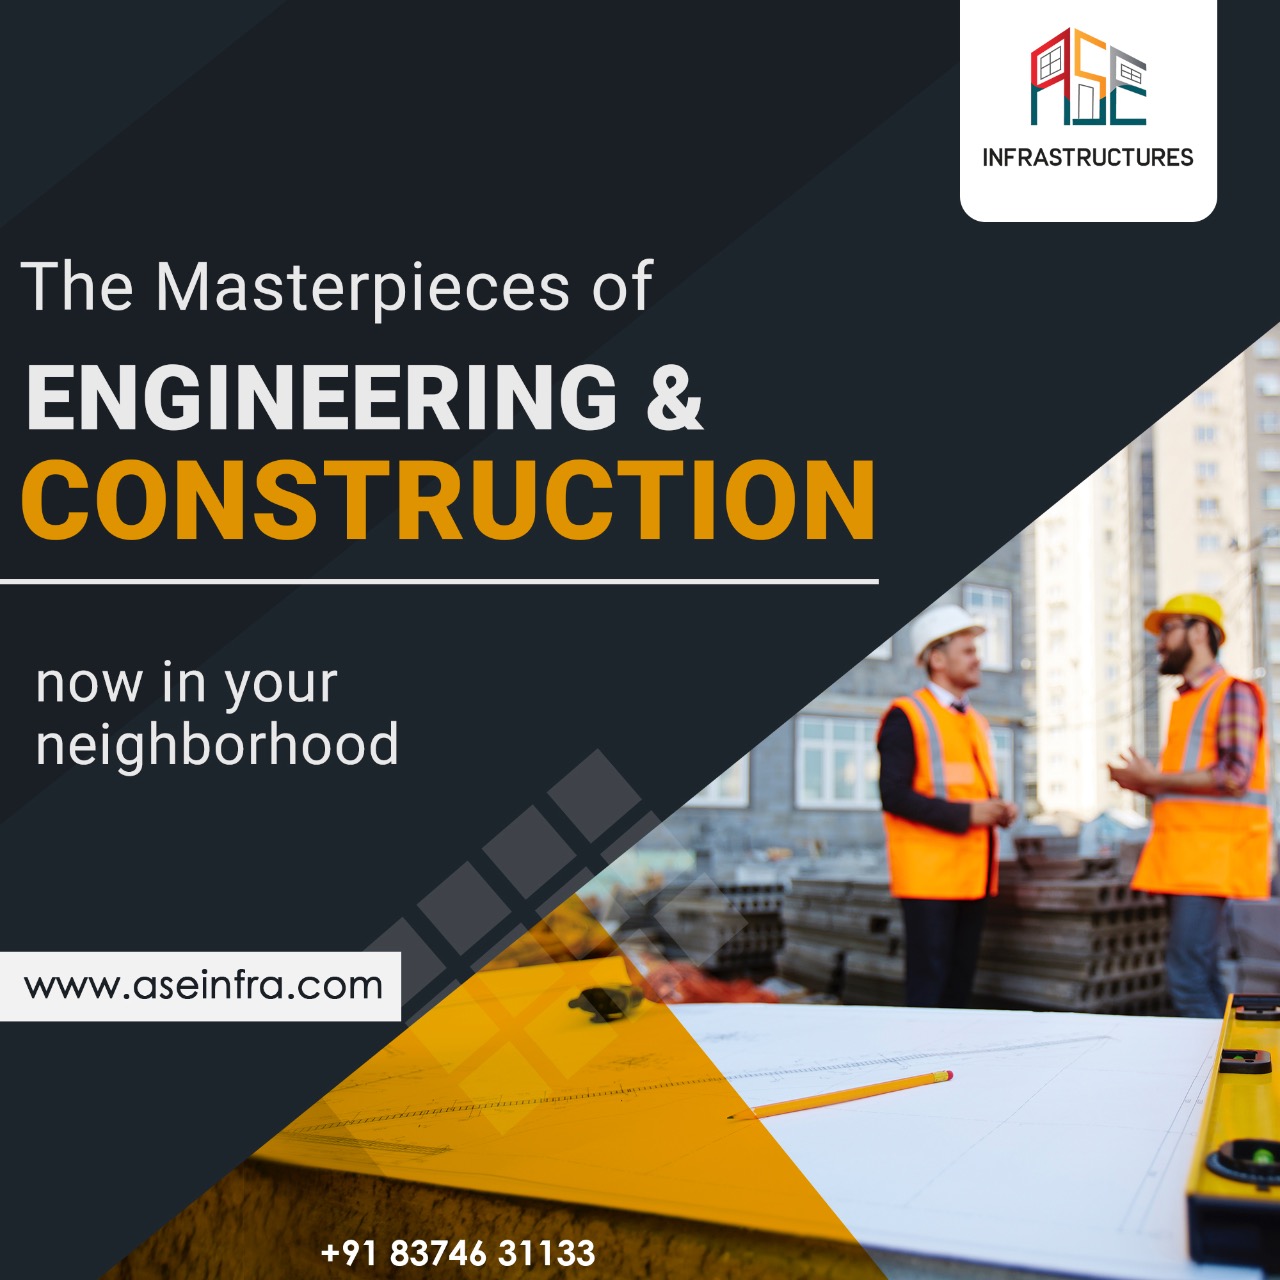 ASE
INFRASTRUCTURES
The Masterpieces of
ENGINEERING &
CONSTRUCTION
now in your
neighborhood
www.aseinfra.com
+91 83746 31133